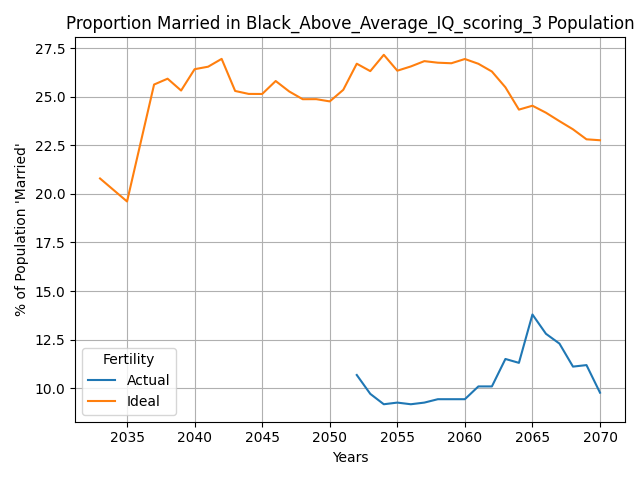 Proportion Married in Black_Above_Average_IQ_scoring_3 Population
% of Population 'Married'
27.5
25.0
22.5
20.0
17.5
15.0
12.5
10.0
Fertility
Actual
Ideal
2035 2040 2045 2050 2055 2060 2065 2070
Years